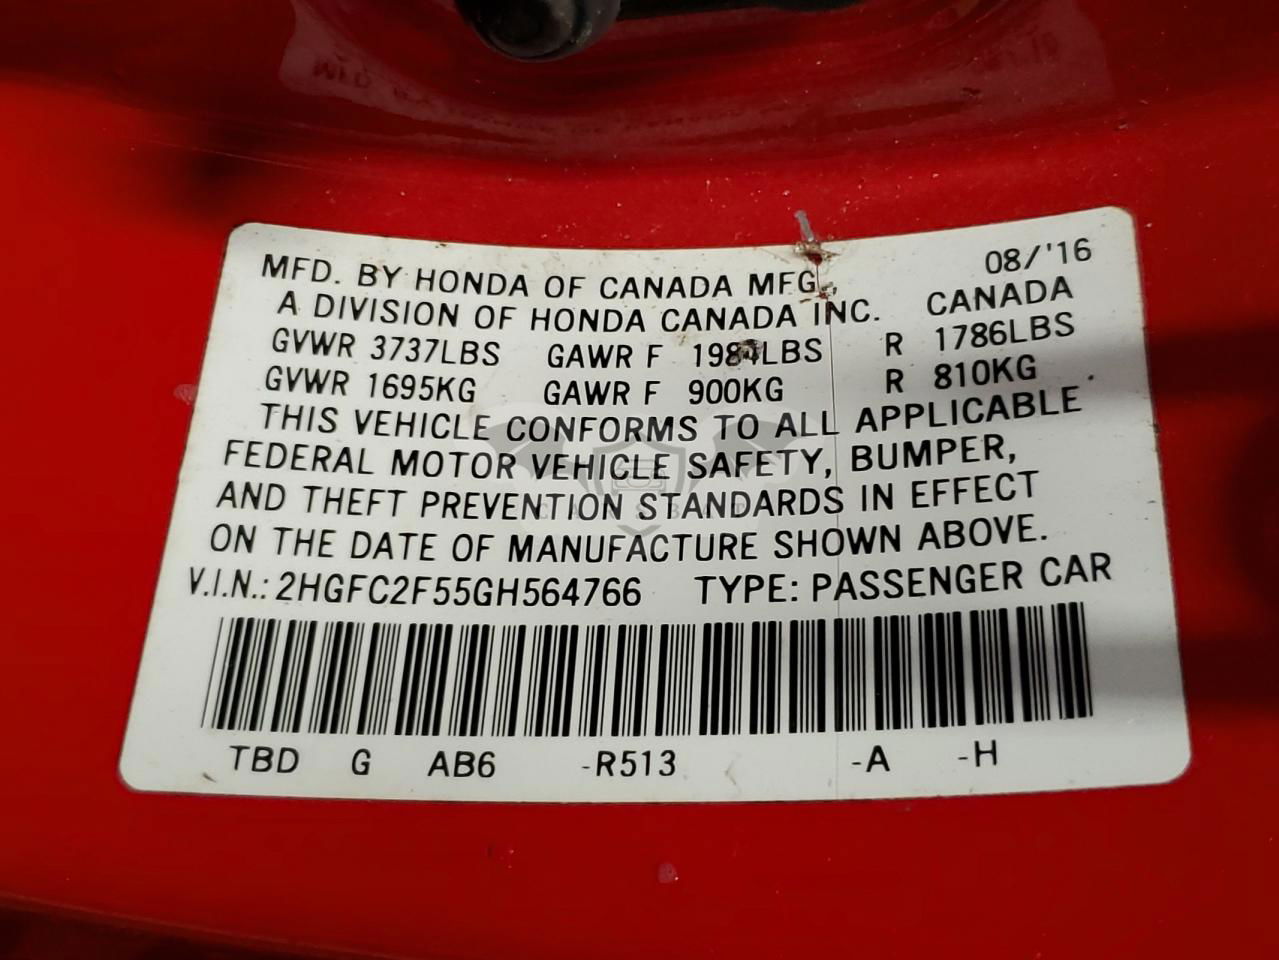 MFD. BY HONDA OF CANADA MFG., 08/'16
A DIVISION OF HONDA CANADA INC. CANADA
GVWR 3737LBS GAWR F 1984LBS R 1786LBS
GVWR 1695KG GAWR F 900KG R 810KG
THIS VEHICLE CONFORMS TO ALL APPLICABLE
FEDERAL MOTOR VEHICLE SAFETY, BUMPER,
AND THEFT PREVENTION STANDARDS IN EFFECT
ON THE DATE OF MANUFACTURE SHOWN ABOVE.
V.I.N.: 2HGFC2F55GH564766 TYPE: PASSENGER CAR
TBD G AB6 -R513 -A -H